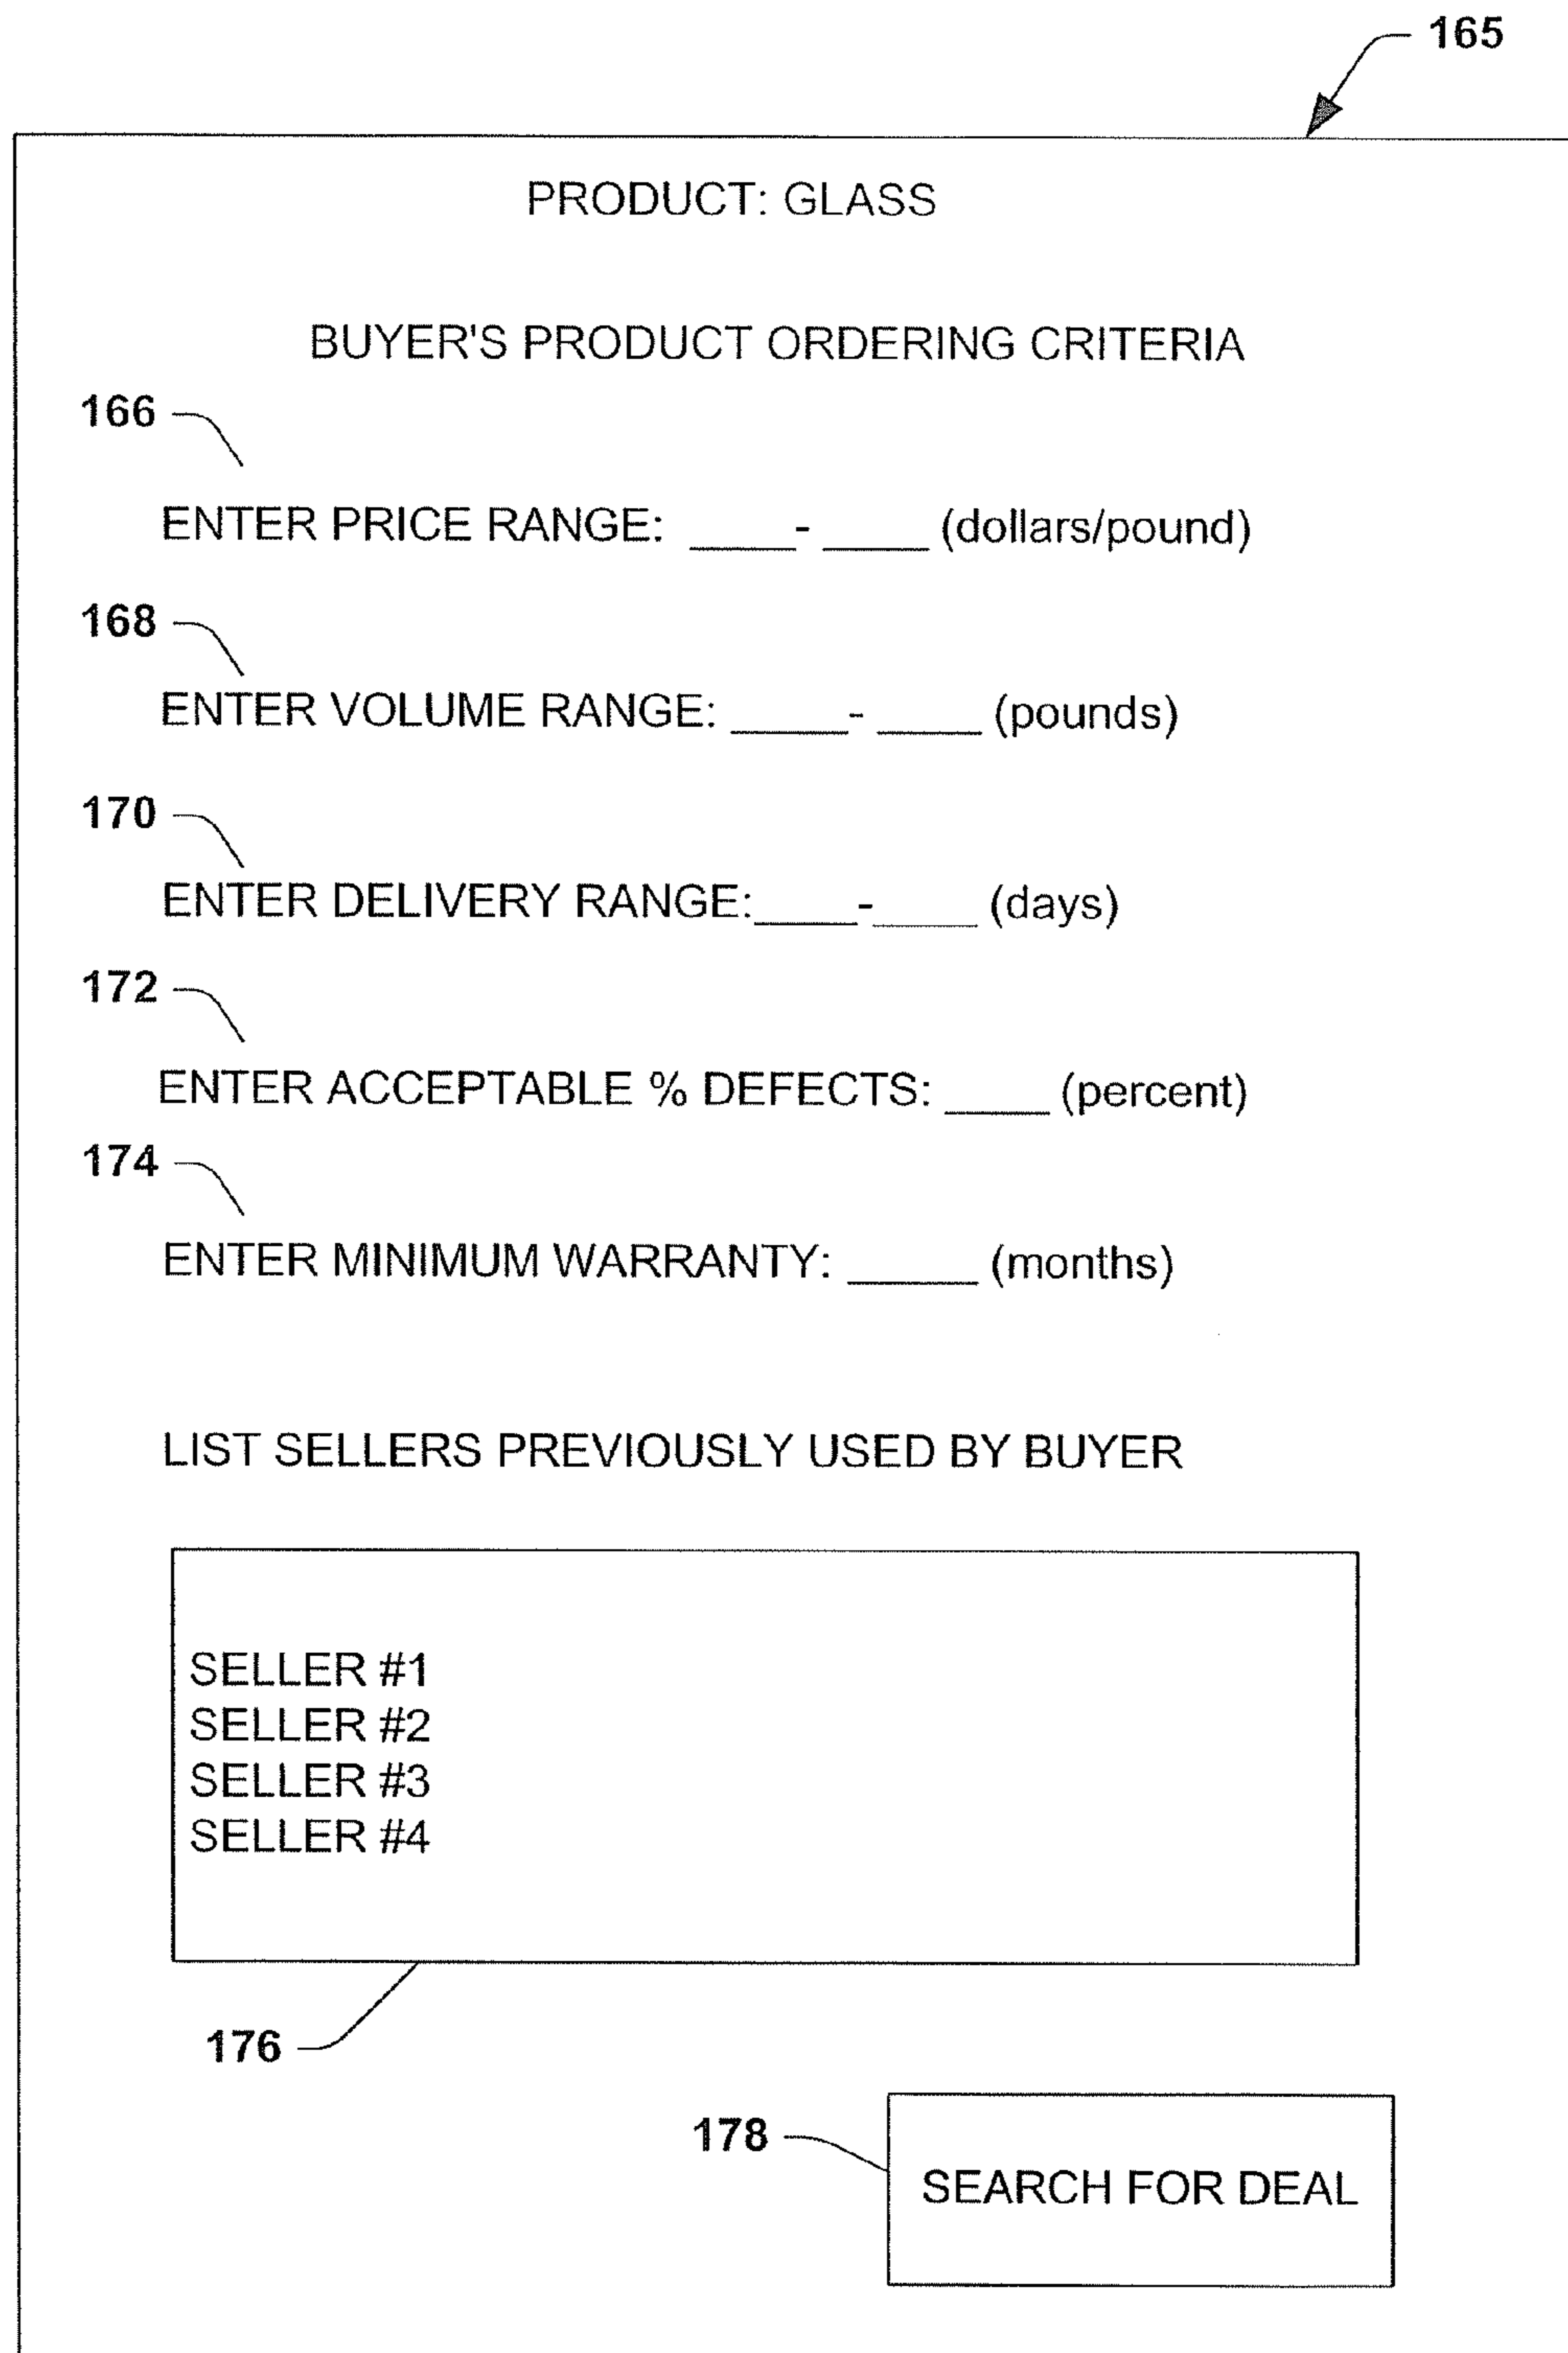 165
PRODUCT: GLASS
BUYER'S PRODUCT ORDERING CRITERIA
166
ENTER PRICE RANGE: ____-____ (dollars/pound)
168
ENTER VOLUME RANGE: ____-____ (pounds)
170
ENTER DELIVERY RANGE:____-____ (days)
172
ENTER ACCEPTABLE % DEFECTS: ____ (percent)
174
ENTER MINIMUM WARRANTY: _____ (months)
LIST SELLERS PREVIOUSLY USED BY BUYER
SELLER #1
SELLER #2
SELLER #3
SELLER #4
176
178
SEARCH FOR DEAL